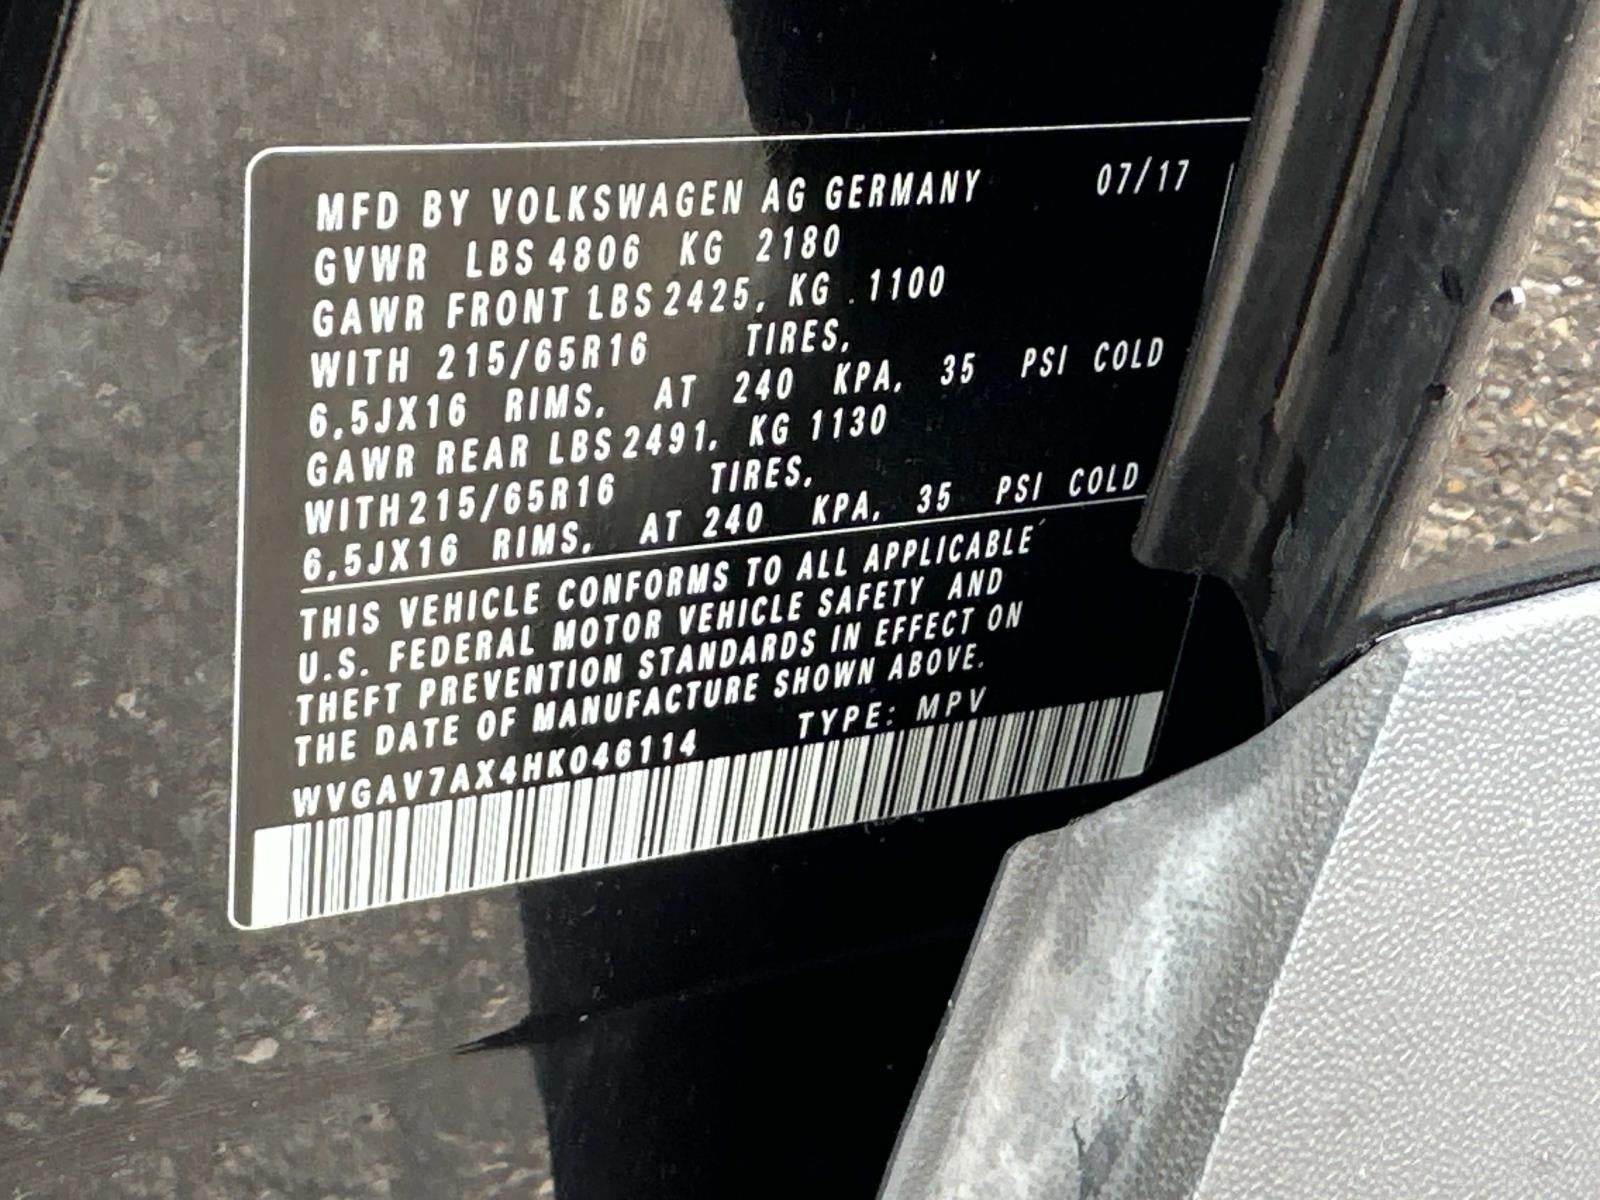 MFD BY VOLKSWAGEN AG GERMANY 07/17
GVWR LBS 4806 KG 2180
GAWR FRONT LBS 2425, KG .1100
WITH 215/65R16 TIRES,
6,5JX16 RIMS, AT 240 KPA, 35 PSI COLD
GAWR REAR LBS 2491, KG 1130
WITH 215/65R16 TIRES,
6,5JX16 RIMS, AT 240 KPA, 35 PSI COLD
THIS VEHICLE CONFORMS TO ALL APPLICABLE
U.S. FEDERAL MOTOR VEHICLE SAFETY AND
THEFT PREVENTION STANDARDS IN EFFECT ON
THE DATE OF MANUFACTURE SHOWN ABOVE.
WVGAV7AX4HK046114 TYPE: MPV